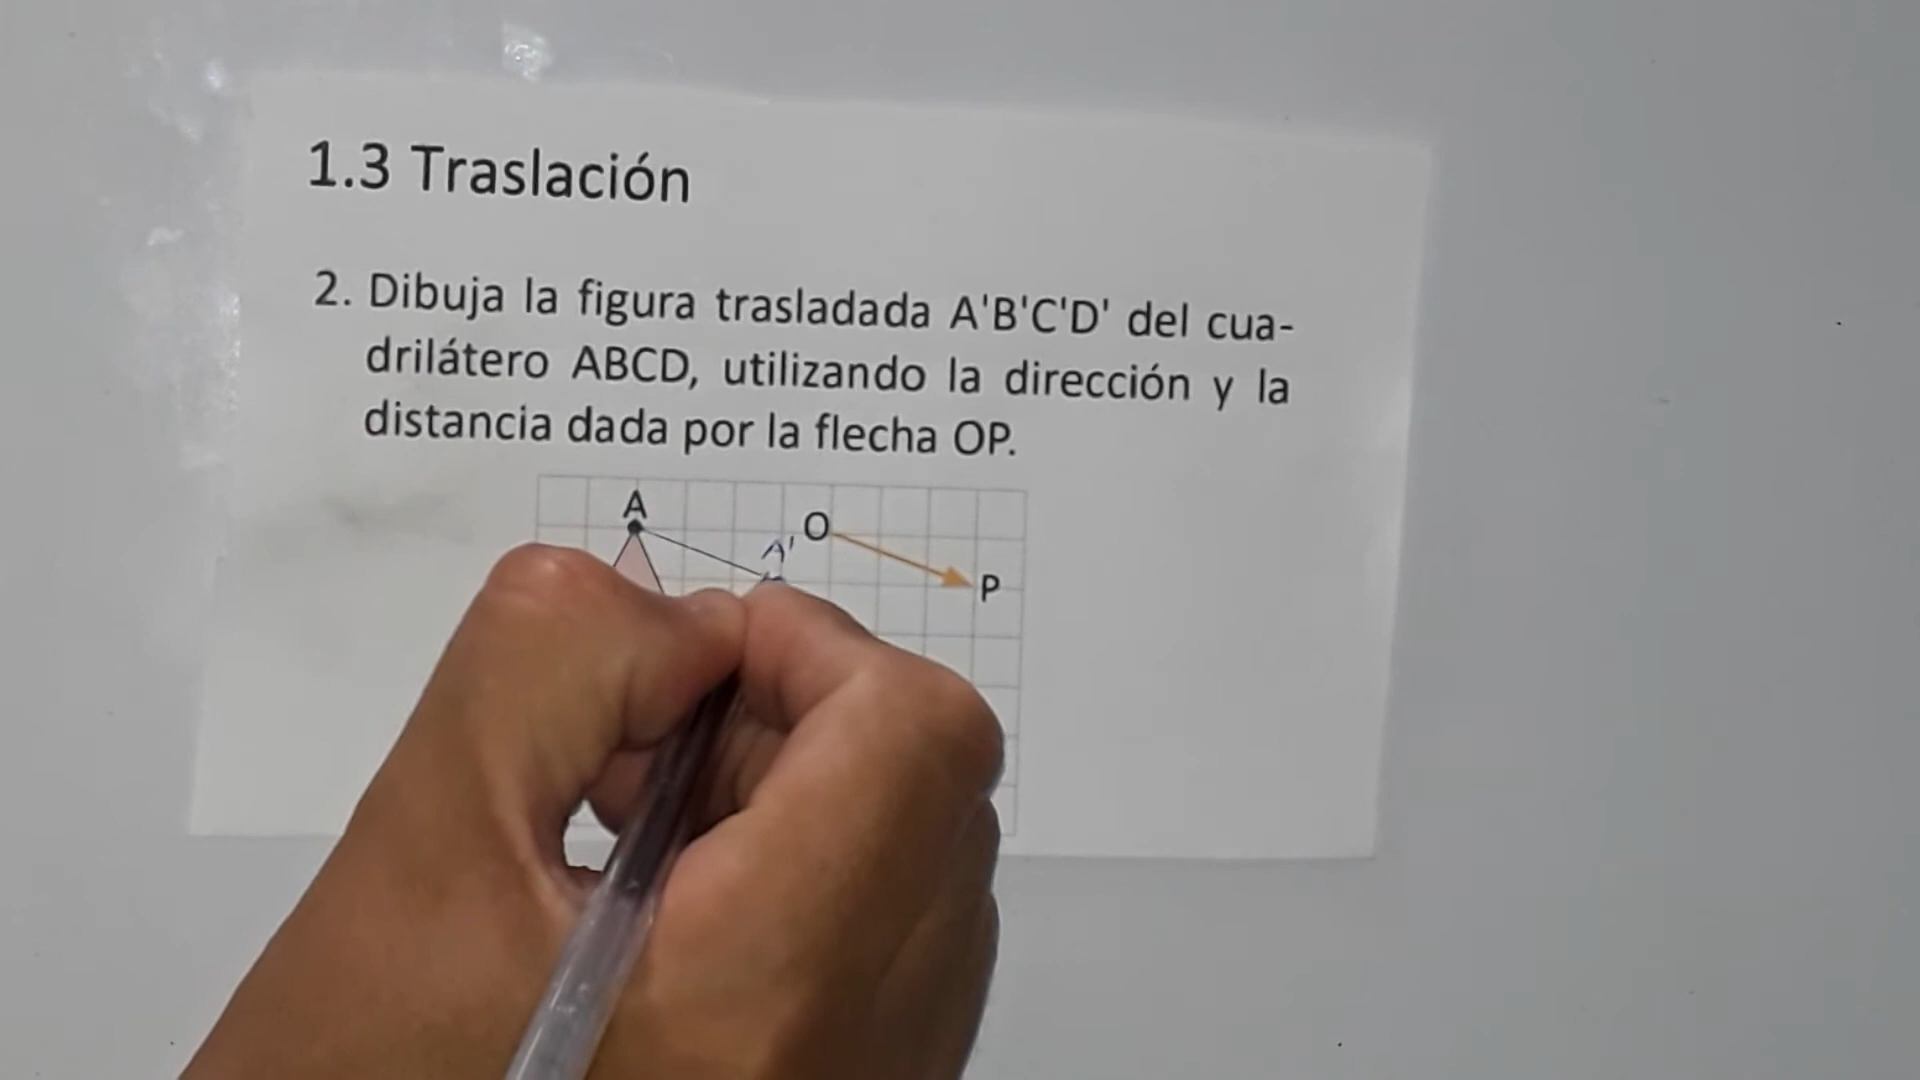 1.3 Traslación
2. Dibuja la figura trasladada A'B'C'D' del cua-
drilátero ABCD, utilizando la dirección y la
distancia dada por la flecha OP.
A
O
A'
P